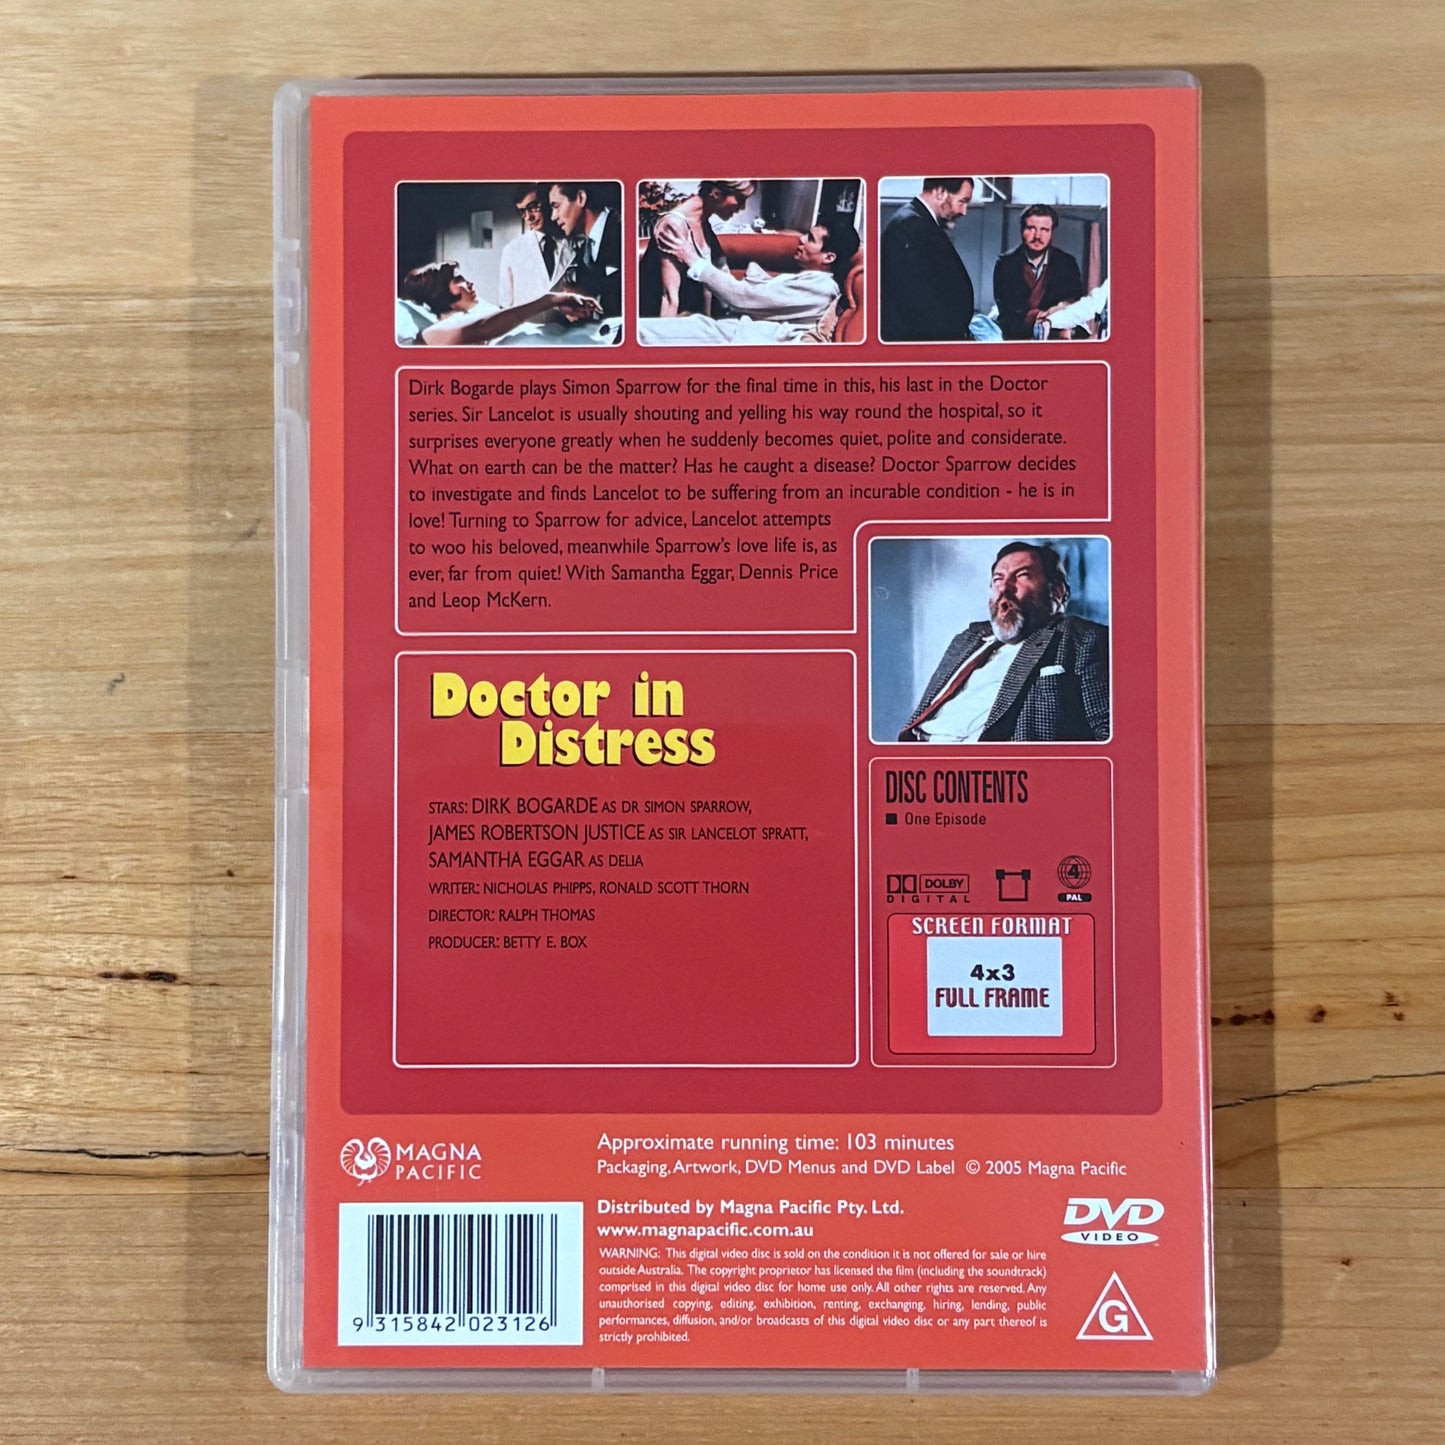 Dirk Bogarde plays Simon Sparrow for the final time in this, his last in the Doctor
series. Sir Lancelot is usually shouting and yelling his way round the hospital, so it
surprises everyone greatly when he suddenly becomes quiet, polite and considerate.
What on earth can be the matter? Has he caught a disease? Doctor Sparrow decides
to investigate and finds Lancelot to be suffering from an incurable condition - he is in
love! Turning to Sparrow for advice, Lancelot attempts
to woo his beloved, meanwhile Sparrow's love life is, as
ever, far from quiet! With Samantha Eggar, Dennis Price
and Leop McKern.
Doctor in
Distress
STARS: DIRK BOGARDE AS DR SIMON SPARROW,
JAMES ROBERTSON JUSTICE AS SIR LANCELOT SPRATT,
SAMANTHA EGGAR AS DELIA
WRITER: NICHOLAS PHIPPS, RONALD SCOTT THORN
DIRECTOR: RALPH THOMAS
PRODUCER: BETTY E. BOX
DISC CONTENTS
■ One Episode
DOLBY
DIGITAL
4
PAL
SCREEN FORMAT
4x3
FULL FRAME
MAGNA
PACIFIC
Approximate running time: 103 minutes
Packaging, Artwork, DVD Menus and DVD Label © 2005 Magna Pacific
Distributed by Magna Pacific Pty. Ltd.
www.magnapacific.com.au
WARNING: This digital video disc is sold on the condition it is not offered for sale or hire
outside Australia. The copyright proprietor has licensed the film (including the soundtrack)
comprised in this digital video disc for home use only. All other rights are reserved. Any
unauthorised copying, editing, exhibition, renting, exchanging, hiring, lending, public
performances, diffusion, and/or broadcasts of this digital video disc or any part thereof is
strictly prohibited.
DVD
VIDEO
TM
G
9 315842 023126